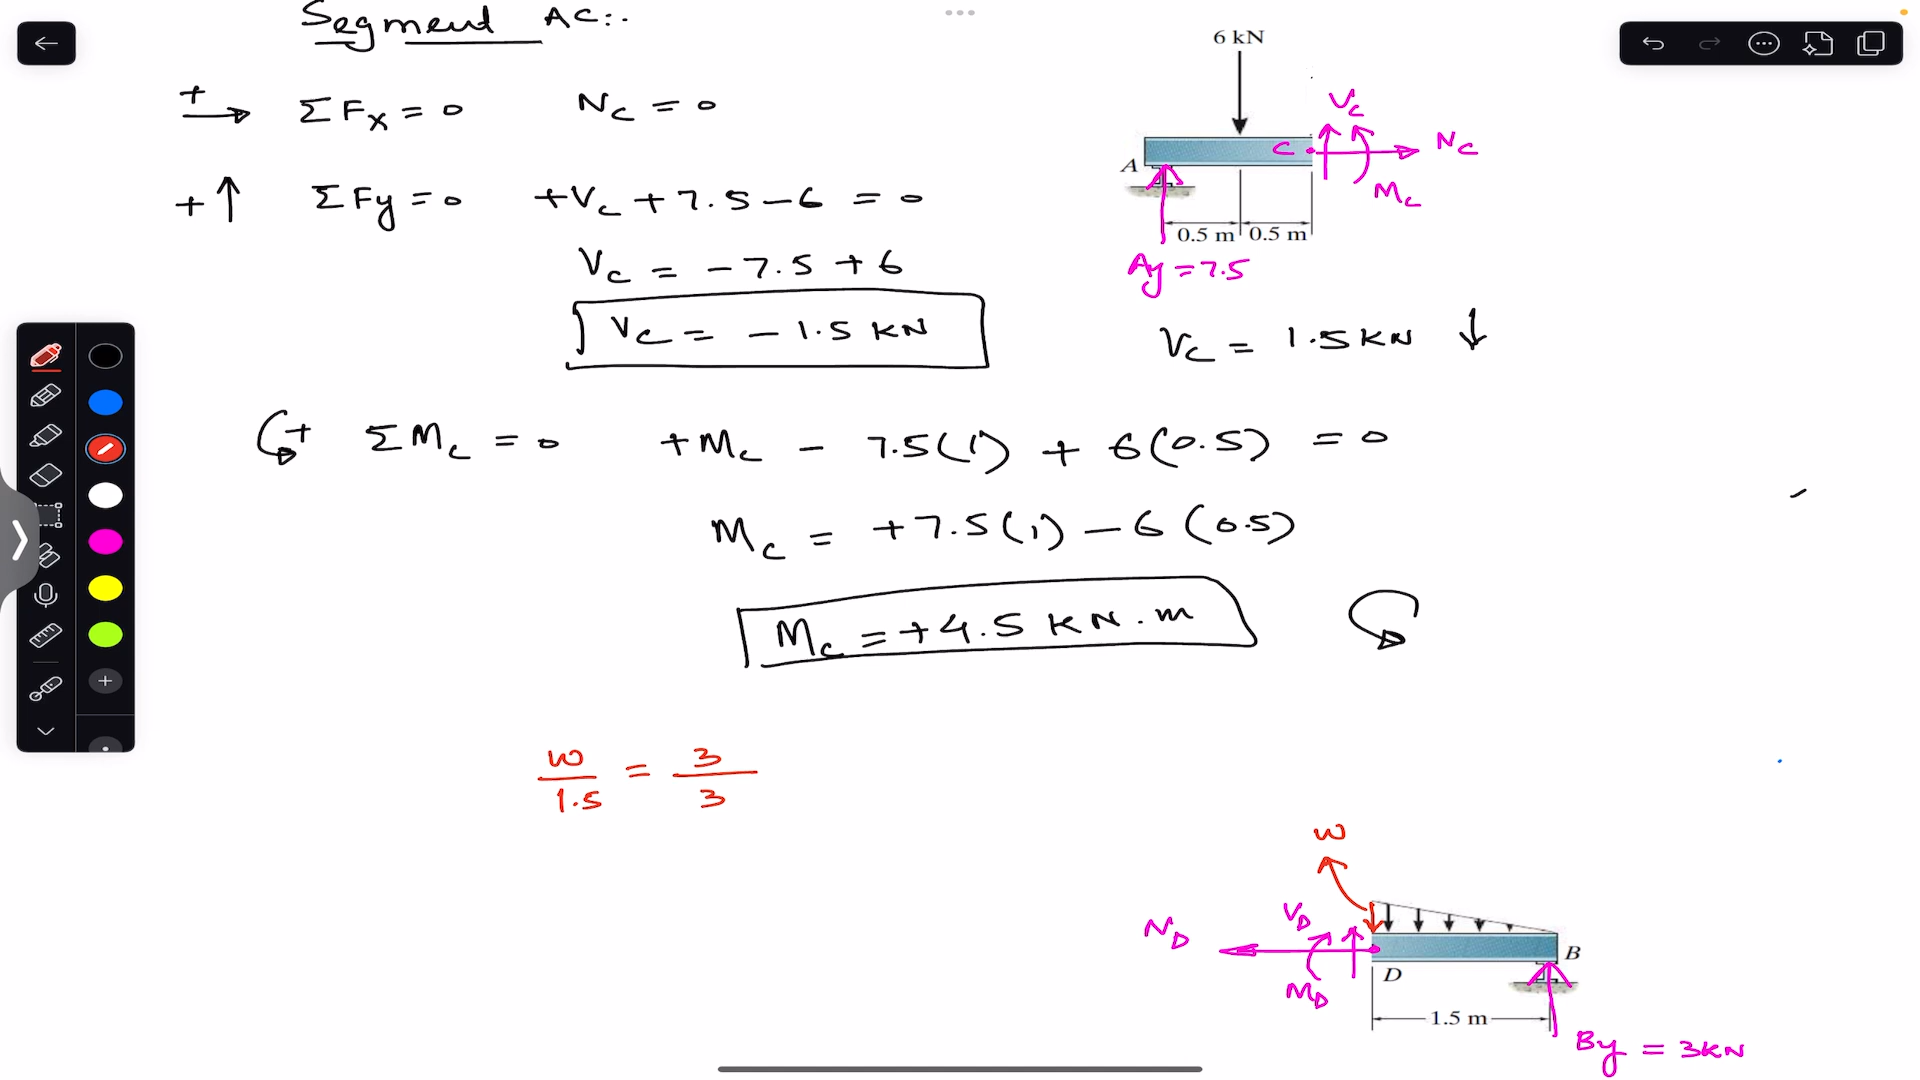 Segment AC:.
+ → ΣFx = 0 Nc = 0
+↑ ΣFy = 0 +Vc + 7.5 - 6 = 0
Vc = - 7.5 + 6
Vc = - 1.5 KN
+ ΣMc = 0 +Mc - 7.5(1) + 6(0.5) = 0
Mc = +7.5(1) - 6(0.5)
Mc = +4.5 KN.m
6 kN
Vc
C
Nc
A
Mc
0.5 m 0.5 m
Ay = 7.5
Vc = 1.5KN ↓
w/1.5 = 3/3
w
ND
VD
B
D
MD
1.5 m
By = 3KN